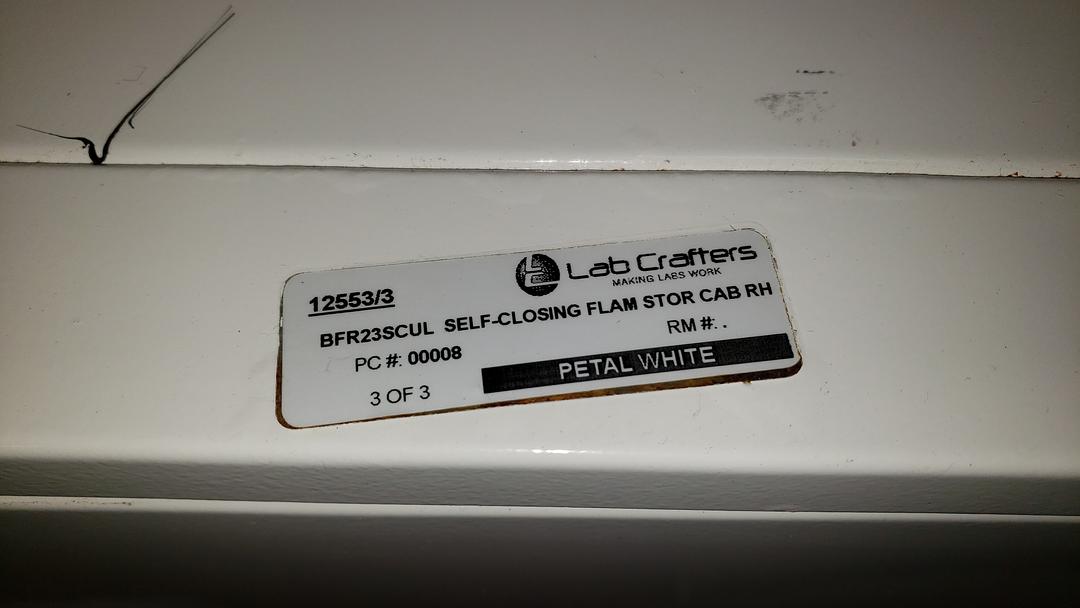 Lab Crafters
MAKING LABS WORK
12553/3
BFR23SCUL SELF-CLOSING FLAM STOR CAB RH
PC #: 00008
RM #: .
3 OF 3
PETAL WHITE